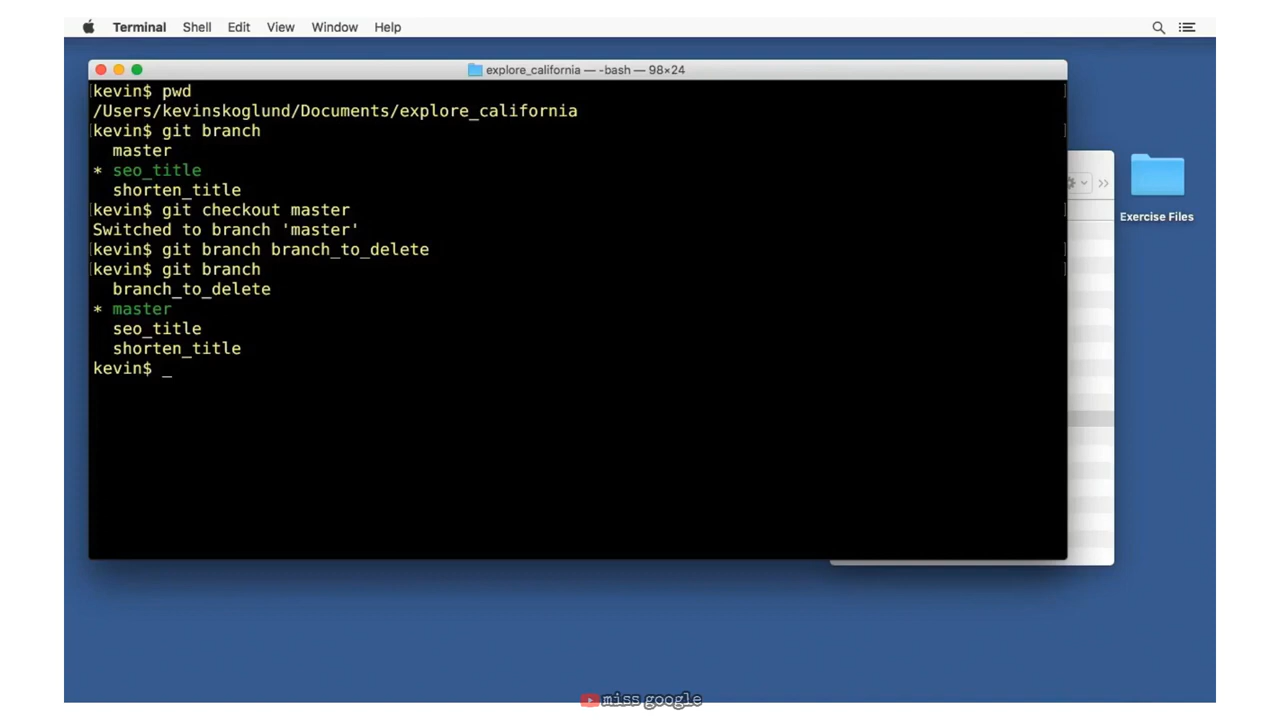 Terminal Shell Edit View Window Help
explore_california — -bash — 98×24
kevin$ pwd
/Users/kevinskoglund/Documents/explore_california
kevin$ git branch
  master
* seo_title
  shorten_title
kevin$ git checkout master
Switched to branch 'master'
kevin$ git branch branch_to_delete
kevin$ git branch
  branch_to_delete
* master
  seo_title
  shorten_title
kevin$ _
Exercise Files
miss google